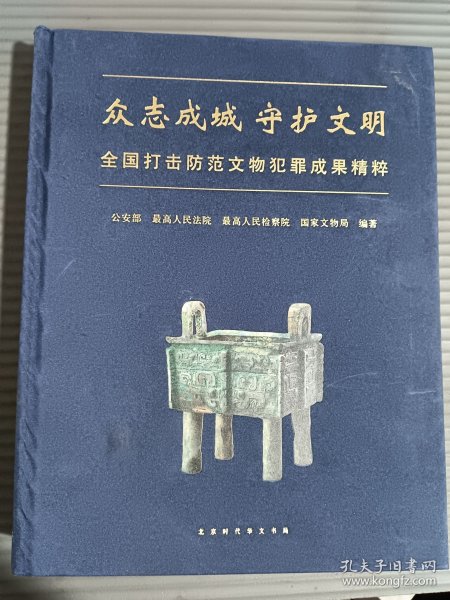 众志成城 守护文明
全国打击防范文物犯罪成果精粹
公安部 最高人民法院 最高人民检察院 国家文物局 编著
北京时代华文书局
孔夫子旧书网
www.kongfz.com